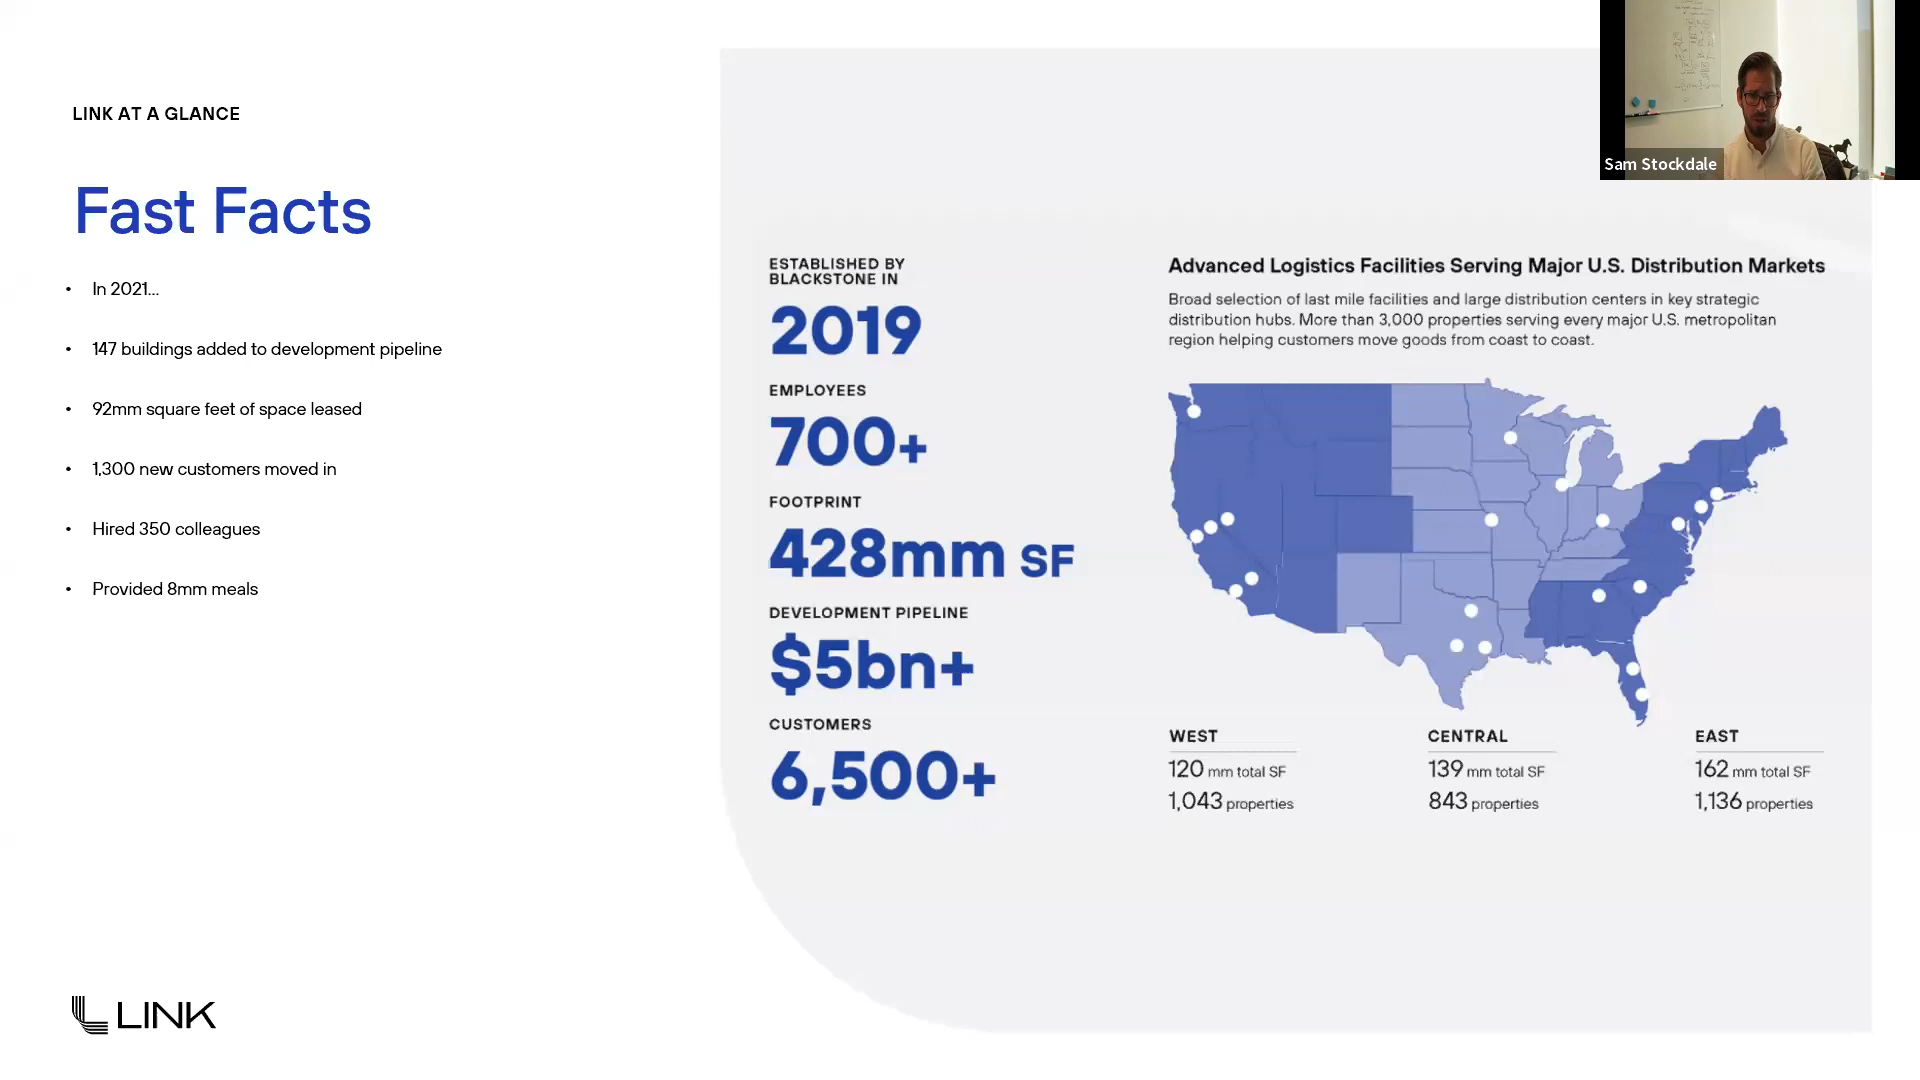 LINK AT A GLANCE
Fast Facts
• In 2021...
• 147 buildings added to development pipeline
• 92mm square feet of space leased
• 1,300 new customers moved in
• Hired 350 colleagues
• Provided 8mm meals
LINK
ESTABLISHED BY
BLACKSTONE IN
2019
EMPLOYEES
700+
FOOTPRINT
428mm SF
DEVELOPMENT PIPELINE
$5bn+
CUSTOMERS
6,500+
Advanced Logistics Facilities Serving Major U.S. Distribution Markets
Broad selection of last mile facilities and large distribution centers in key strategic
distribution hubs. More than 3,000 properties serving every major U.S. metropolitan
region helping customers move goods from coast to coast.
WEST
120 mm total SF
1,043 properties
CENTRAL
139 mm total SF
843 properties
EAST
162 mm total SF
1,136 properties
Sam Stockdale